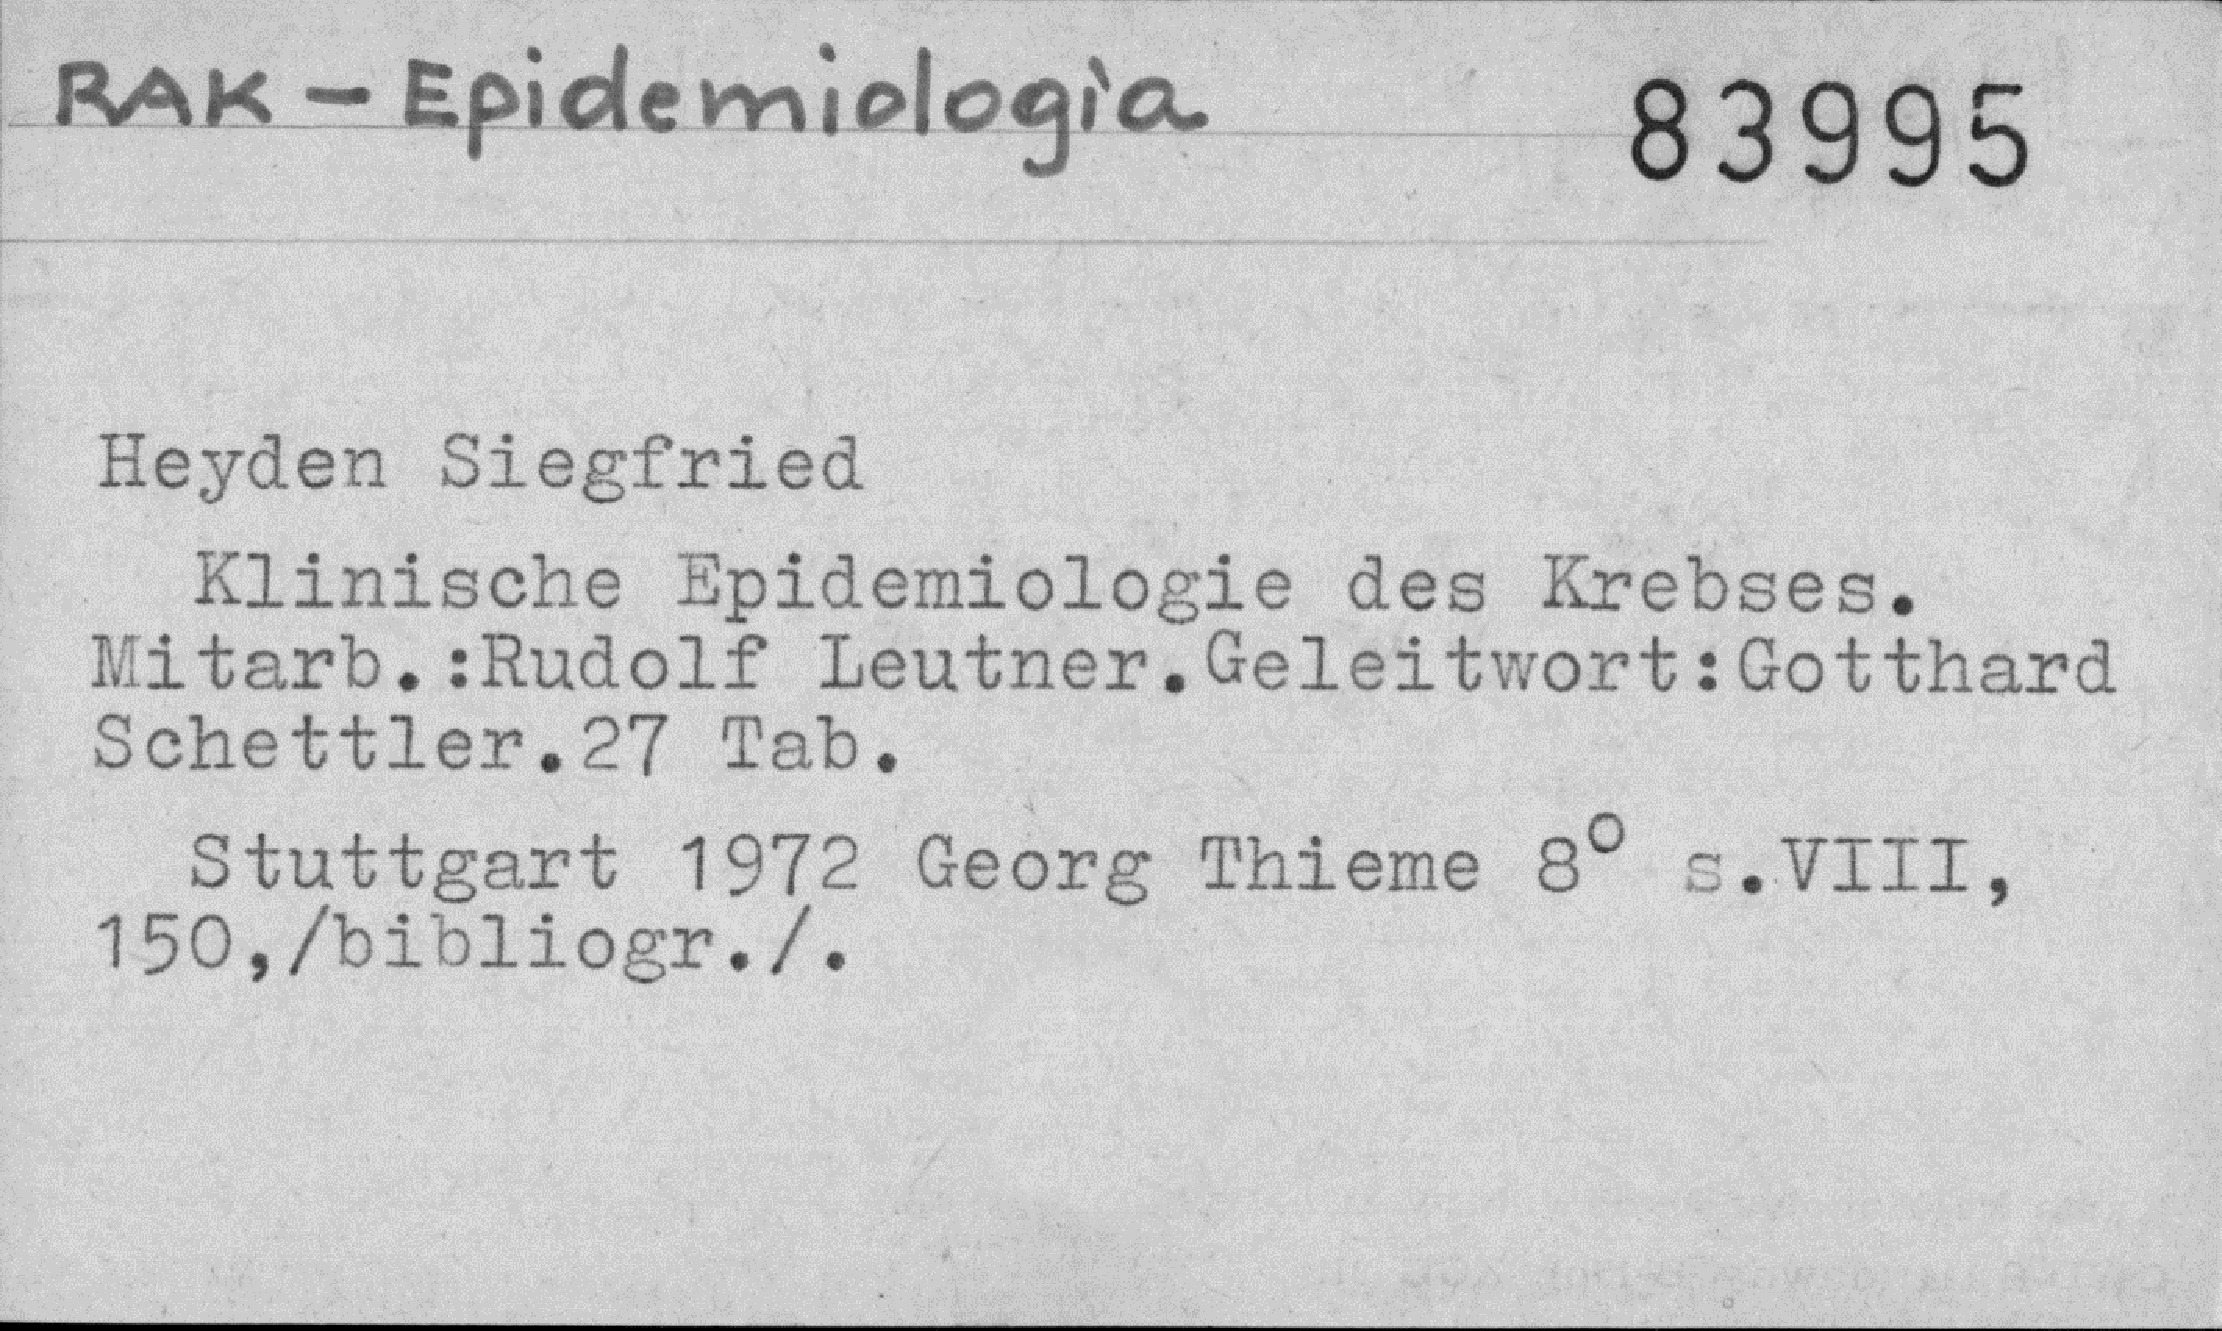 RAK - Epidemiologia
83995
Heyden Siegfried
Klinische Epidemiologie des Krebses.
Mitarb.:Rudolf Leutner.Geleitwort:Gotthard
Schettler.27 Tab.
Stuttgart 1972 Georg Thieme 8° s.VIII,
150,/bibliogr./.